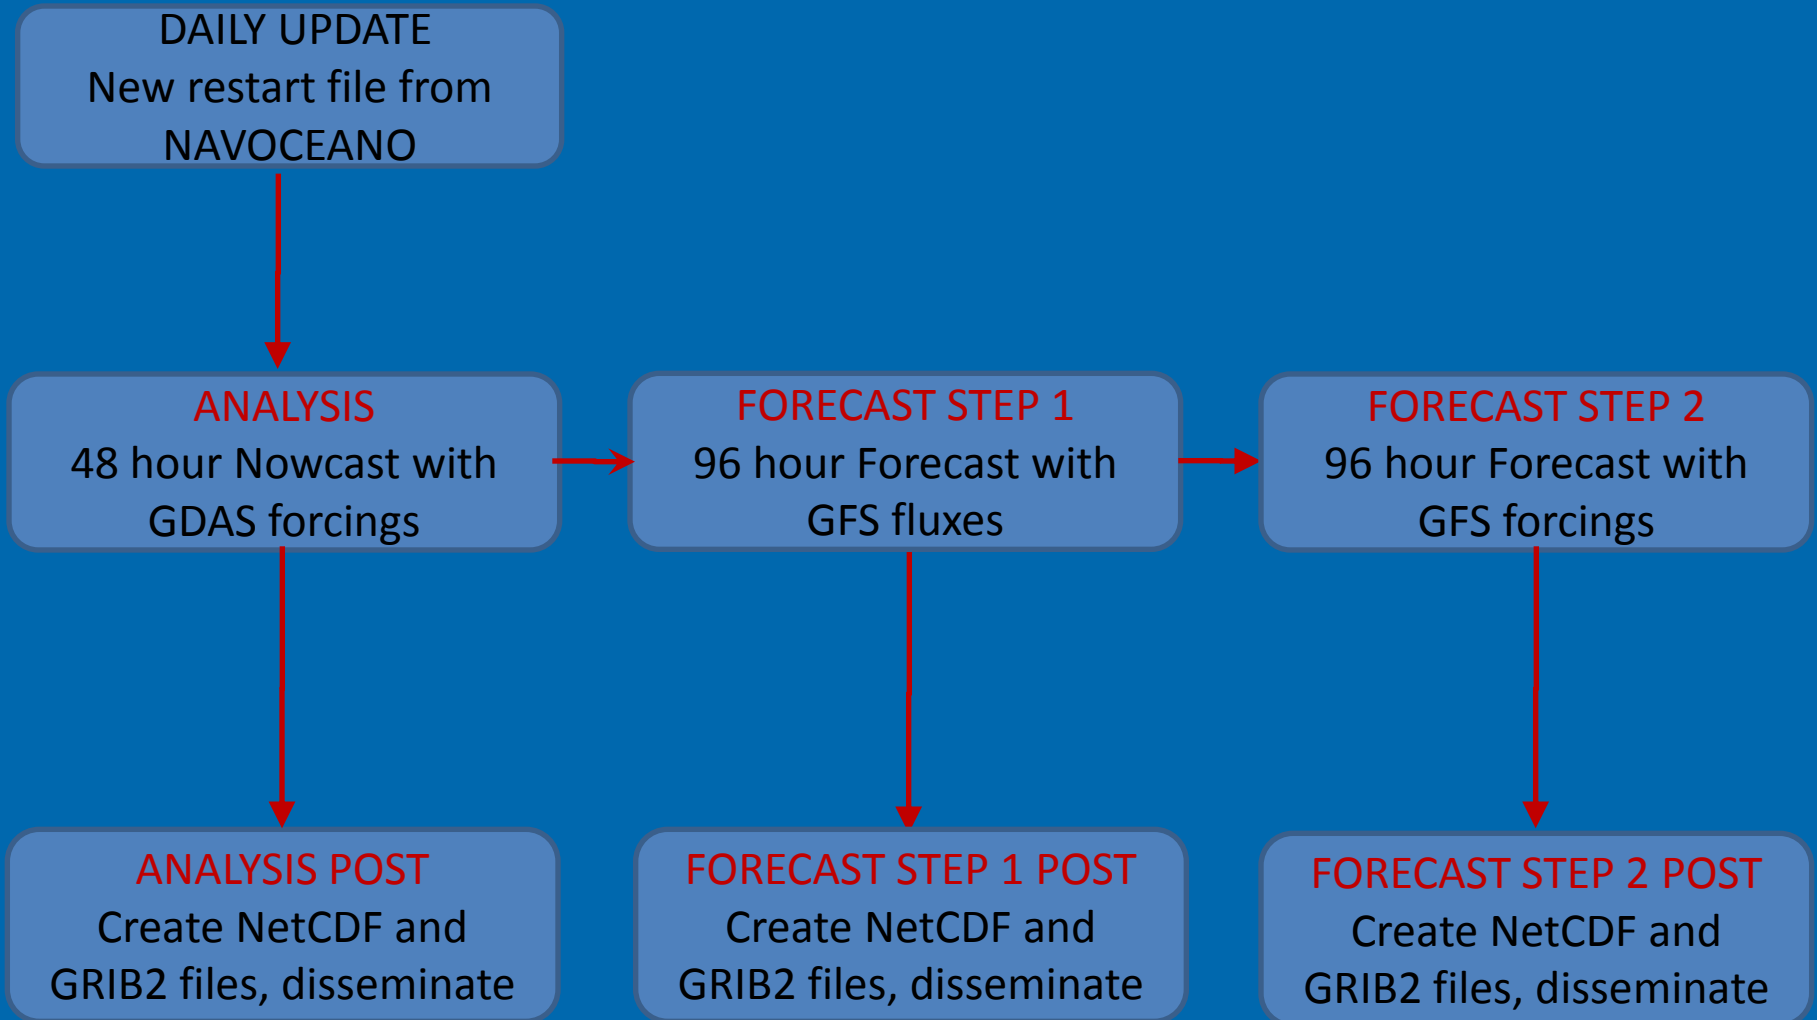 DAILY UPDATE
New restart file from
NAVOCEANO
ANALYSIS
48 hour Nowcast with
GDAS forcings
FORECAST STEP 1
96 hour Forecast with
GFS fluxes
FORECAST STEP 2
96 hour Forecast with
GFS forcings
ANALYSIS POST
Create NetCDF and
GRIB2 files, disseminate
FORECAST STEP 1 POST
Create NetCDF and
GRIB2 files, disseminate
FORECAST STEP 2 POST
Create NetCDF and
GRIB2 files, disseminate